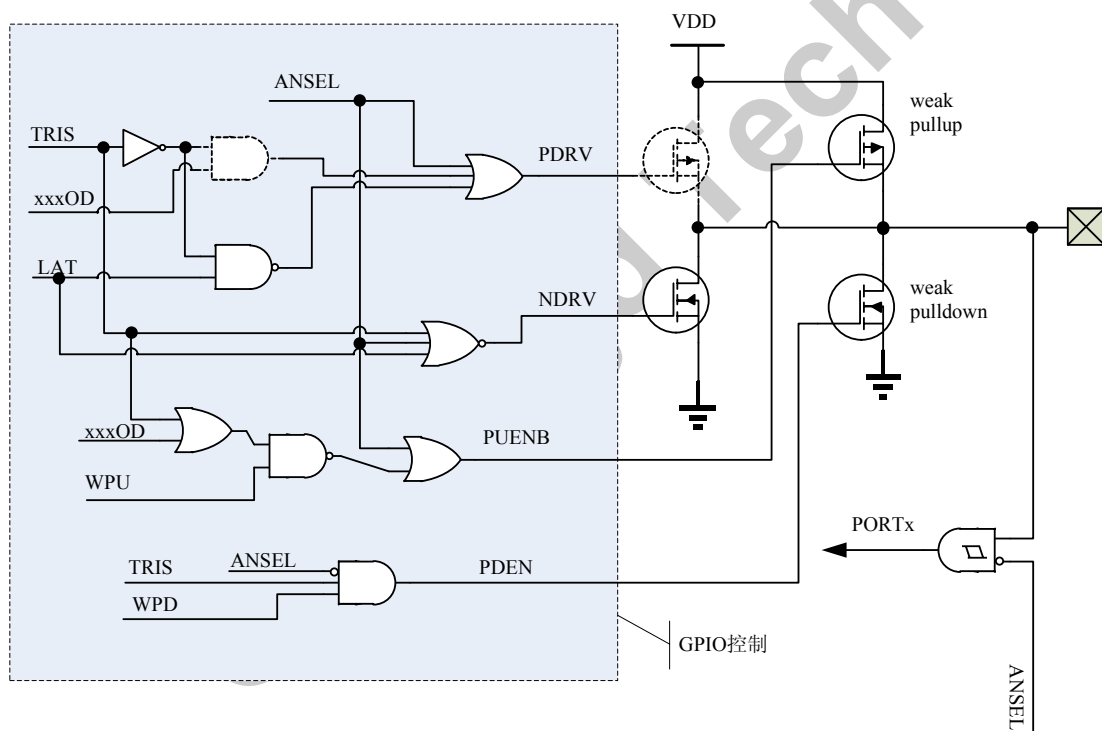 VDD
ANSEL
weak
pullup
TRIS
PDRV
xxxOD
LAT
NDRV
weak
pulldown
xxxOD
PUENB
WPU
PORTx
ANSEL
TRIS
PDEN
WPD
GPIO控制
ANSEL